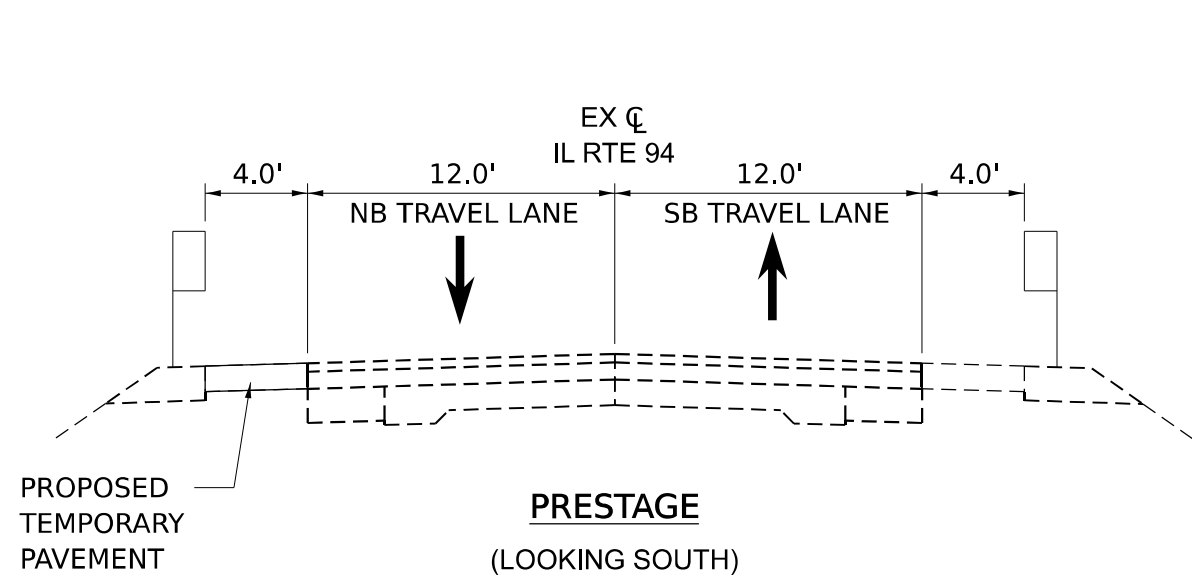 EX ℄
IL RTE 94
4.0' 12.0' 12.0' 4.0'
NB TRAVEL LANE SB TRAVEL LANE
PROPOSED
TEMPORARY
PAVEMENT
PRESTAGE
(LOOKING SOUTH)